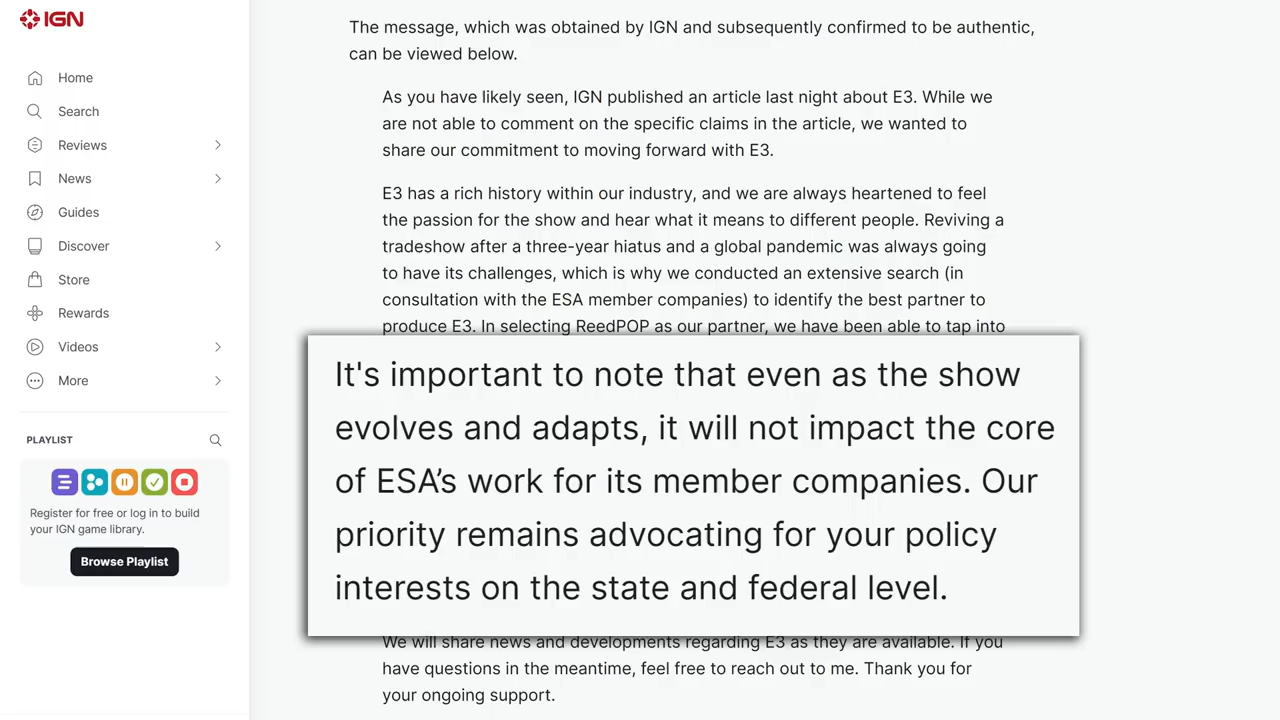 IGN
Home
Search
Reviews
News
Guides
Discover
Store
Rewards
Videos
More
PLAYLIST
Register for free or log in to build
your IGN game library.
Browse Playlist
The message, which was obtained by IGN and subsequently confirmed to be authentic,
can be viewed below.
As you have likely seen, IGN published an article last night about E3. While we
are not able to comment on the specific claims in the article, we wanted to
share our commitment to moving forward with E3.
E3 has a rich history within our industry, and we are always heartened to feel
the passion for the show and hear what it means to different people. Reviving a
tradeshow after a three-year hiatus and a global pandemic was always going
to have its challenges, which is why we conducted an extensive search (in
consultation with the ESA member companies) to identify the best partner to
produce E3. In selecting ReedPOP as our partner, we have been able to tap into
It's important to note that even as the show
evolves and adapts, it will not impact the core
of ESA’s work for its member companies. Our
priority remains advocating for your policy
interests on the state and federal level.
We will share news and developments regarding E3 as they are available. If you
have questions in the meantime, feel free to reach out to me. Thank you for
your ongoing support.